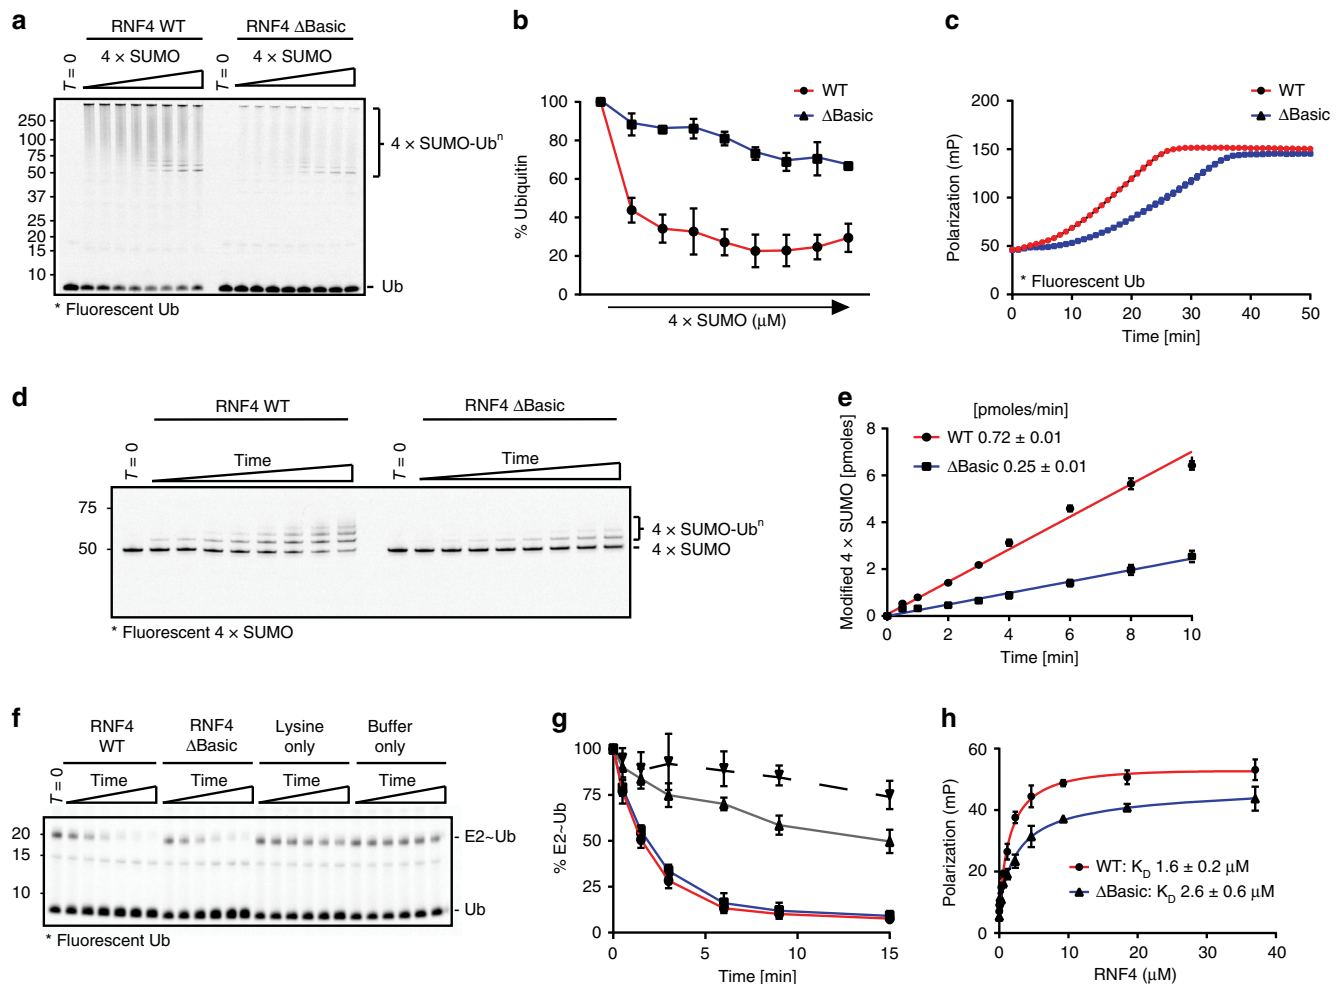 a
RNF4 WT
RNF4 ΔBasic
T = 0
4 × SUMO
T = 0
4 × SUMO
250
100
75
50
37
25
20
15
10
4 × SUMO-Ubⁿ
Ub
* Fluorescent Ub
b
WT
ΔBasic
% Ubiquitin
100
80
60
40
20
0
4 × SUMO (μM)
c
WT
ΔBasic
Polarization (mP)
200
150
100
50
0
* Fluorescent Ub
0 10 20 30 40 50
Time [min]
d
RNF4 WT
RNF4 ΔBasic
T = 0
Time
T = 0
Time
75
50
4 × SUMO-Ubⁿ
4 × SUMO
* Fluorescent 4 × SUMO
e
[pmoles/min]
WT 0.72 ± 0.01
ΔBasic 0.25 ± 0.01
Modified 4 × SUMO [pmoles]
8
6
4
2
0
0 2 4 6 8 10
Time [min]
f
RNF4 WT
RNF4 ΔBasic
Lysine only
Buffer only
T = 0
Time
Time
Time
Time
20
15
10
E2~Ub
Ub
* Fluorescent Ub
g
% E2~Ub
100
75
50
25
0
0 5 10 15
Time [min]
h
Polarization (mP)
60
40
20
0
WT: K_D 1.6 ± 0.2 μM
ΔBasic: K_D 2.6 ± 0.6 μM
0 10 20 30 40
RNF4 (μM)